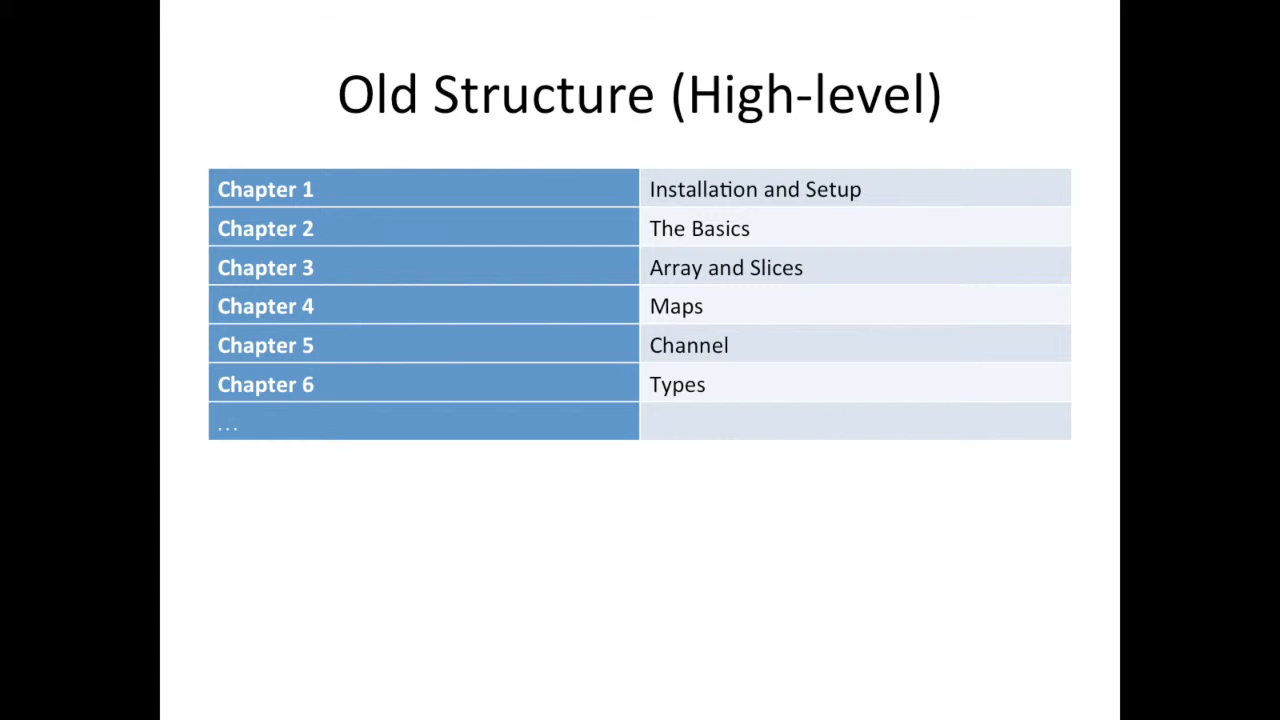 Old Structure (High-level)
Chapter 1 Installation and Setup
Chapter 2 The Basics
Chapter 3 Array and Slices
Chapter 4 Maps
Chapter 5 Channel
Chapter 6 Types
...